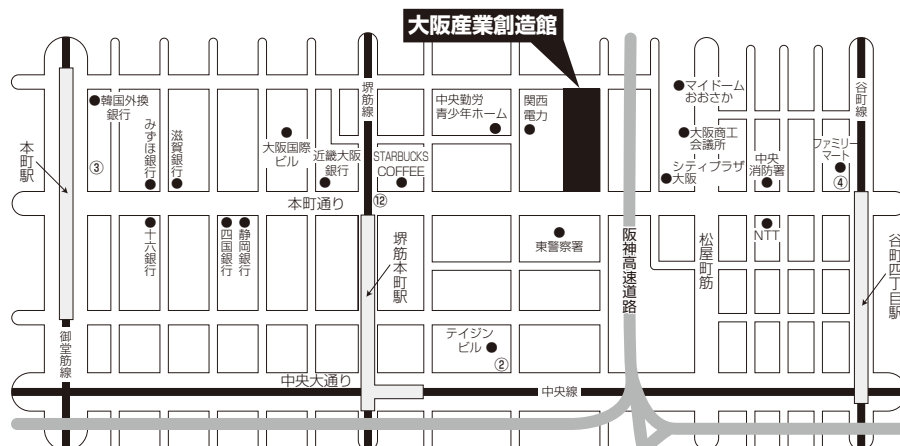 大阪産業創造館
韓国外換
銀行
みずほ銀行
滋賀銀行
大阪国際
ビル
堺筋線
近畿大阪
銀行
STARBUCKS
COFFEE
中央勤労
青少年ホーム
関西
電力
マイドーム
おおさか
大阪商工
会議所
シティプラザ
大阪
中央
消防署
ファミリー
マート
谷町線
本町駅
③
④
本町通り
⑫
十六銀行
四国銀行
静岡銀行
堺筋本町駅
東警察署
阪神高速道路
松屋町筋
NTT
谷町四丁目駅
テイジン
ビル
②
御堂筋線
中央大通り
中央線